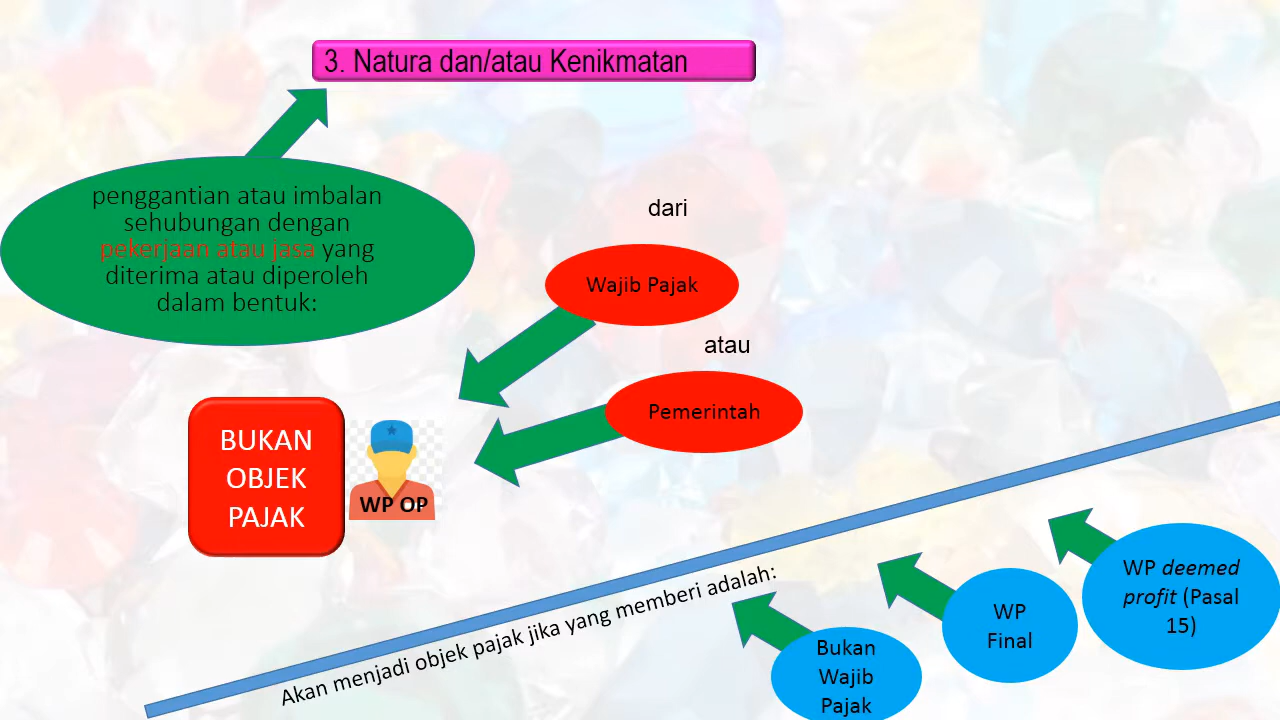 3. Natura dan/atau Kenikmatan
penggantian atau imbalan
sehubungan dengan
pekerjaan atau jasa yang
diterima atau diperoleh
dalam bentuk:
dari
Wajib Pajak
atau
Pemerintah
BUKAN
OBJEK
PAJAK
WP OP
Akan menjadi objek pajak jika yang memberi adalah:
Bukan
Wajib
Pajak
WP
Final
WP deemed
profit (Pasal
15)